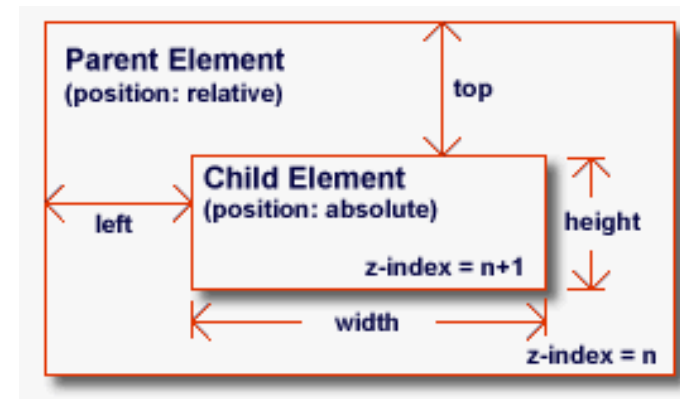 Parent Element
(position: relative)
top
Child Element
(position: absolute)
left
height
z-index = n+1
width
z-index = n